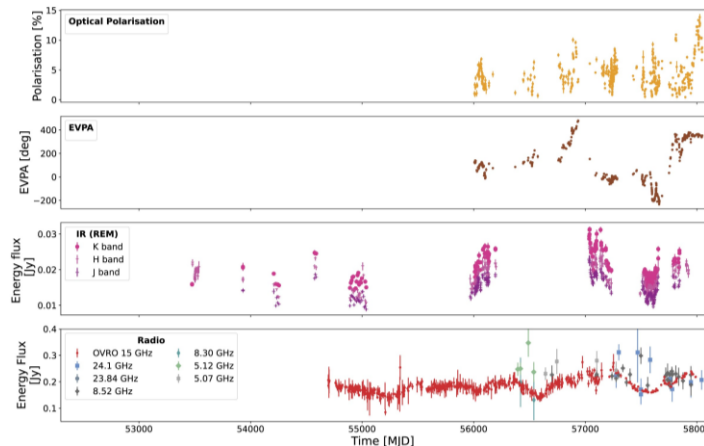 Optical Polarisation
Polarisation [%]
15
10
5
0
EVPA
EVPA [deg]
400
200
0
−200
IR (REM)
K band
H band
J band
Energy flux
[Jy]
0.03
0.02
0.01
Radio
OVRO 15 GHz
24.1 GHz
23.84 GHz
8.52 GHz
8.30 GHz
5.12 GHz
5.07 GHz
Energy Flux
[Jy]
0.4
0.3
0.2
0.1
53000 54000 55000 56000 57000 5800
Time [MJD]